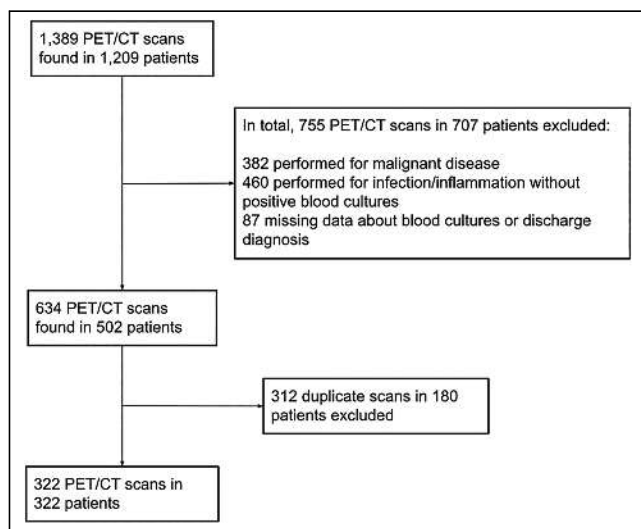 1,389 PET/CT scans
found in 1,209 patients
In total, 755 PET/CT scans in 707 patients excluded:
382 performed for malignant disease
460 performed for infection/inflammation without
positive blood cultures
87 missing data about blood cultures or discharge
diagnosis
634 PET/CT scans
found in 502 patients
312 duplicate scans in 180
patients excluded
322 PET/CT scans in
322 patients